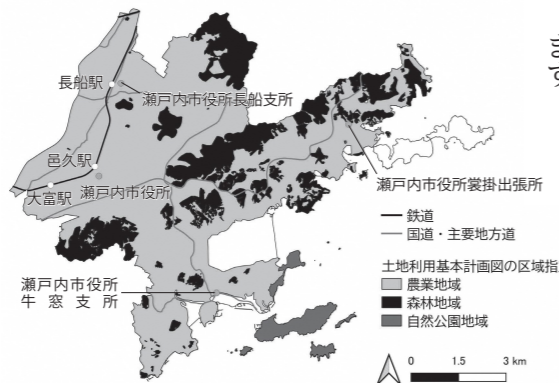 長船駅
瀬戸内市役所長船支所
邑久駅
瀬戸内市役所
大富駅
瀬戸内市役所裳掛出張所
瀬戸内市役所
牛窓支所
鉄道
国道・主要地方道
土地利用基本計画図の区域指
農業地域
森林地域
自然公園地域
0 1.5 3 km